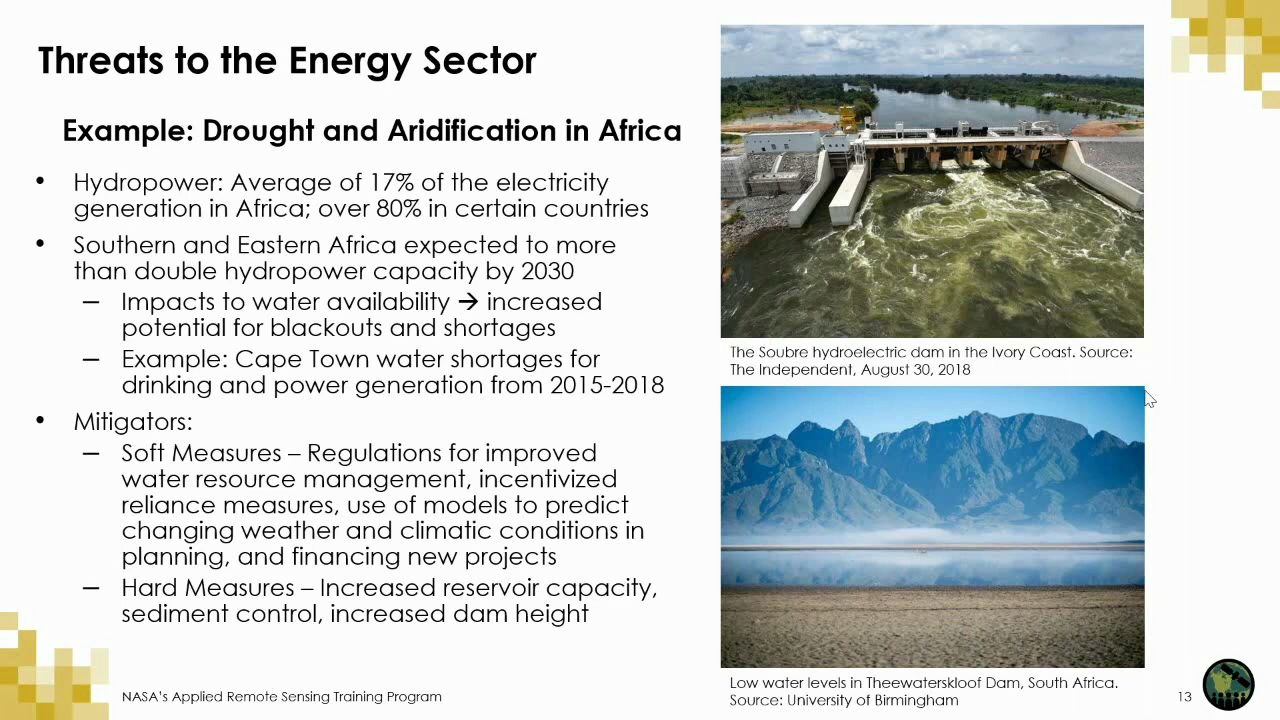 Threats to the Energy Sector
Example: Drought and Aridification in Africa
• Hydropower: Average of 17% of the electricity
generation in Africa; over 80% in certain countries
• Southern and Eastern Africa expected to more
than double hydropower capacity by 2030
– Impacts to water availability → increased
potential for blackouts and shortages
– Example: Cape Town water shortages for
drinking and power generation from 2015-2018
• Mitigators:
– Soft Measures – Regulations for improved
water resource management, incentivized
reliance measures, use of models to predict
changing weather and climatic conditions in
planning, and financing new projects
– Hard Measures – Increased reservoir capacity,
sediment control, increased dam height
The Soubre hydroelectric dam in the Ivory Coast. Source:
The Independent, August 30, 2018
Low water levels in Theewaterskloof Dam, South Africa.
Source: University of Birmingham
NASA's Applied Remote Sensing Training Program
13